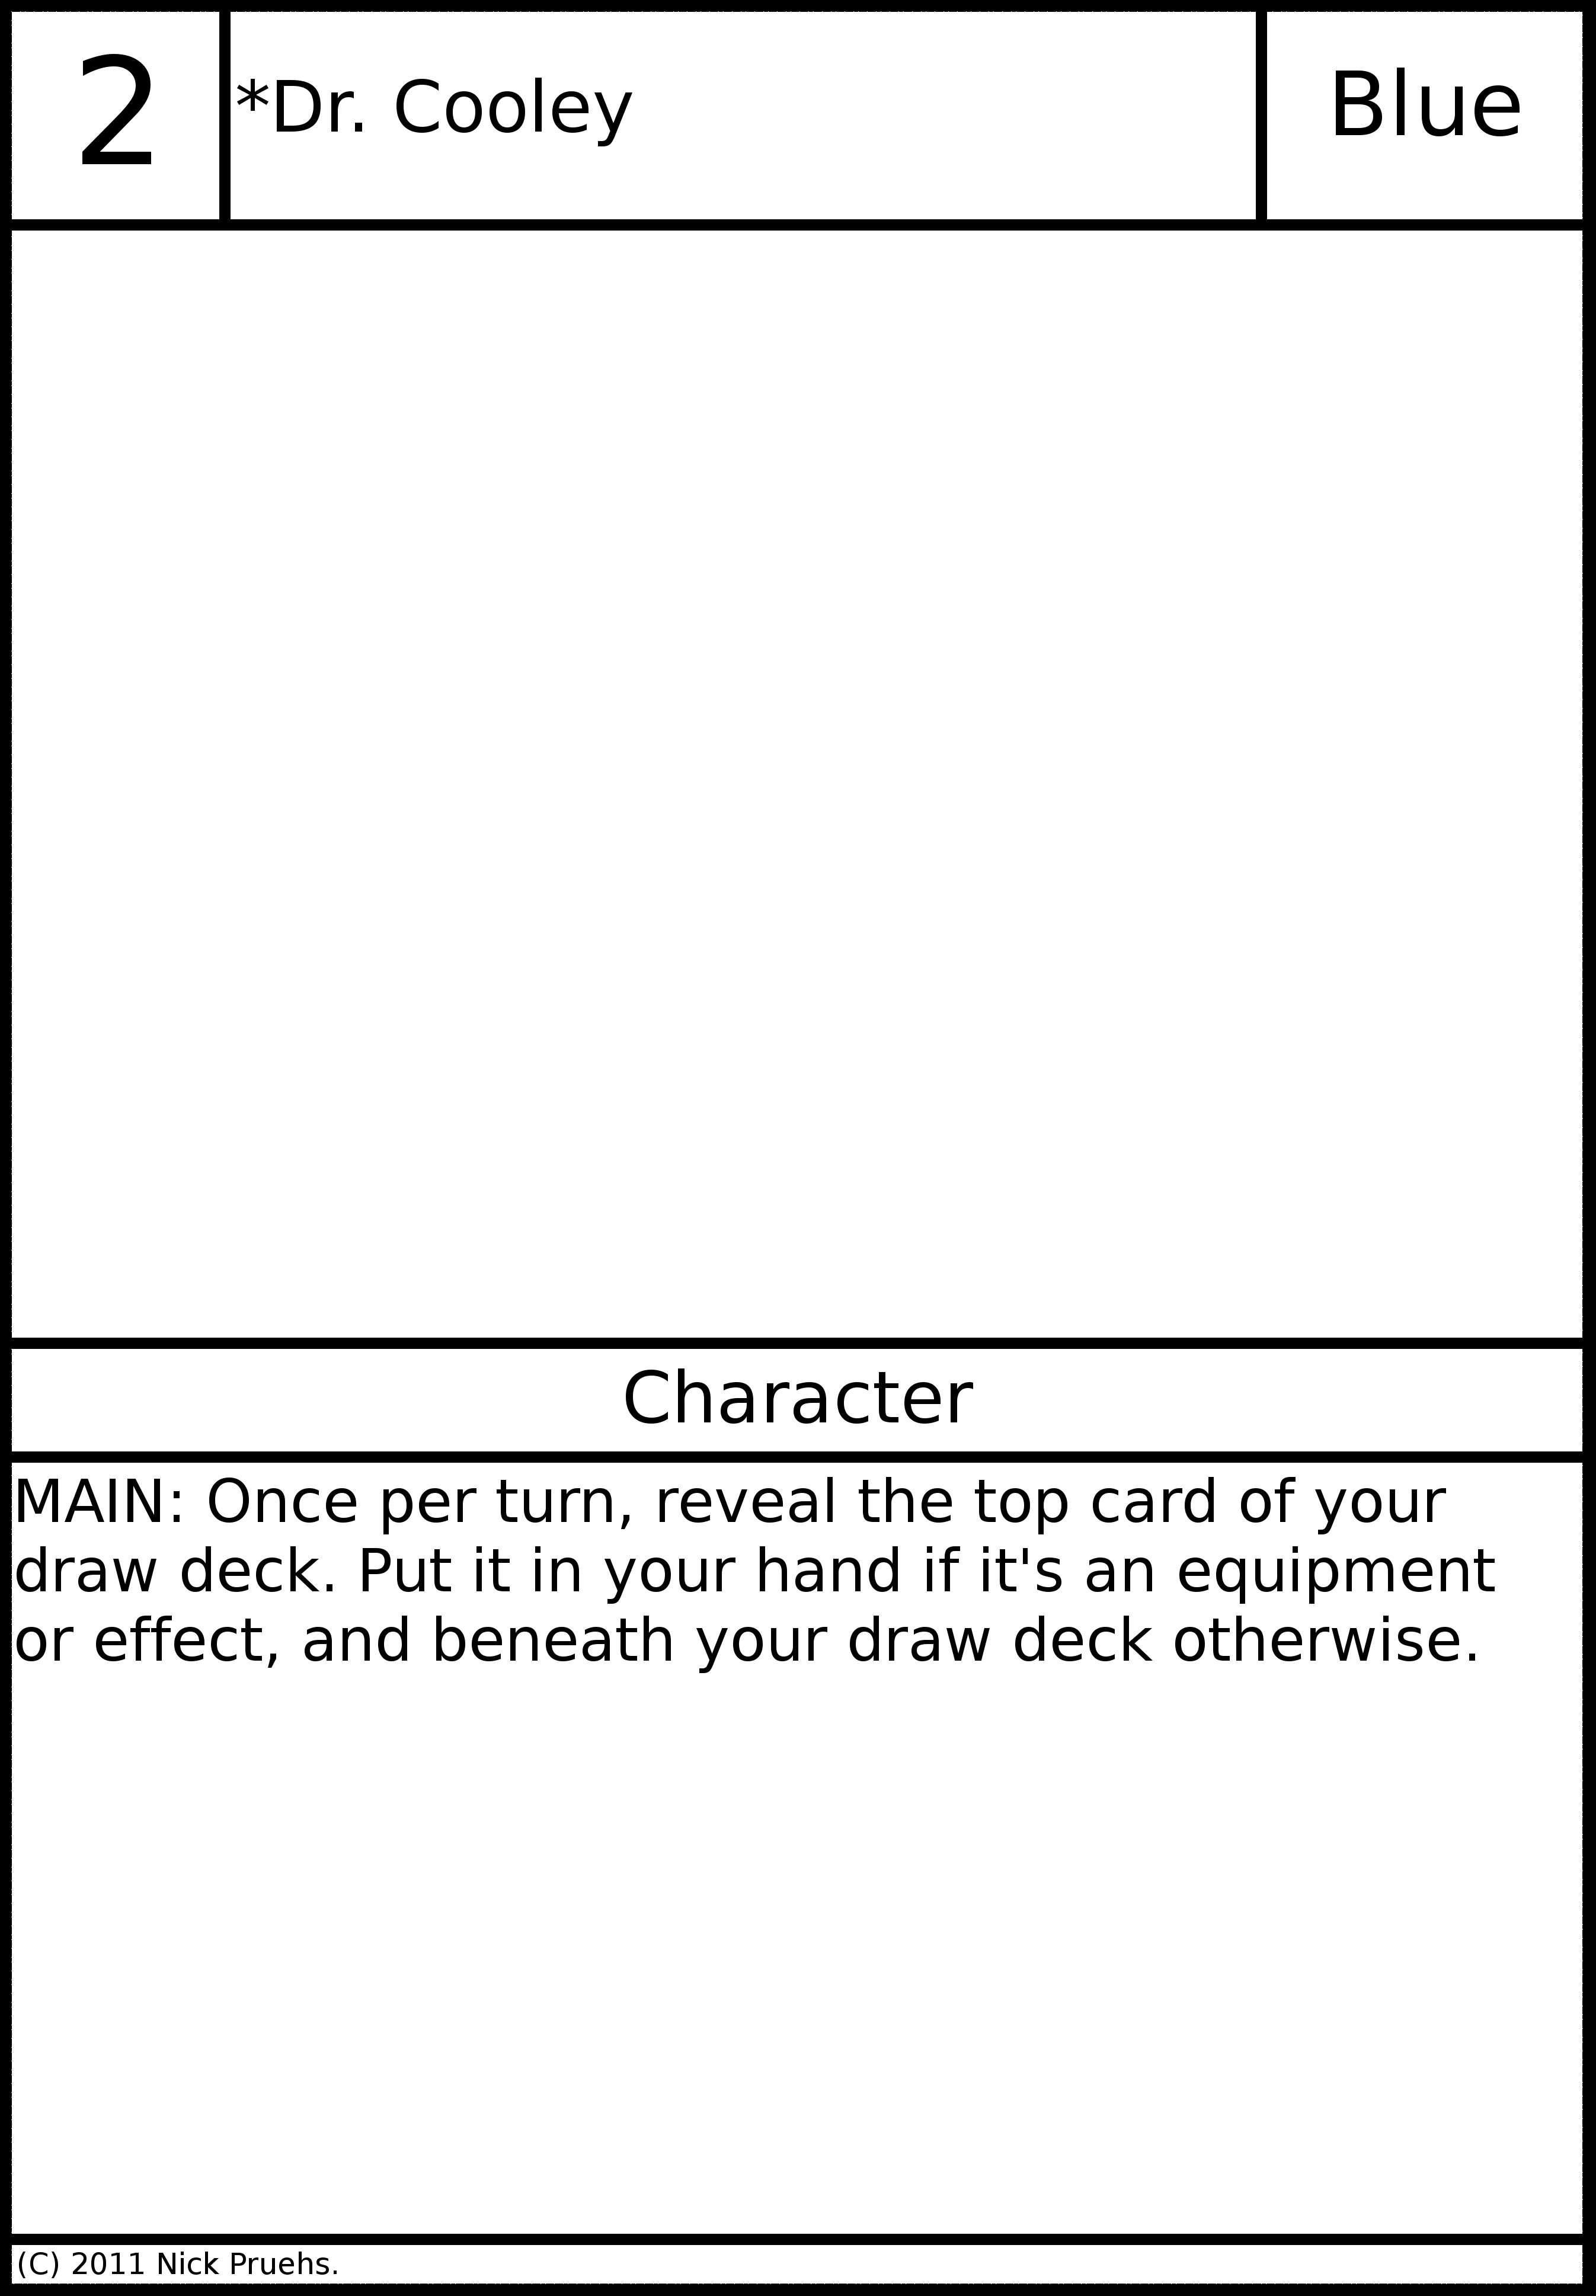 2
*Dr. Cooley
Blue
Character
MAIN: Once per turn, reveal the top card of your
draw deck. Put it in your hand if it's an equipment
or effect, and beneath your draw deck otherwise.
(C) 2011 Nick Pruehs.